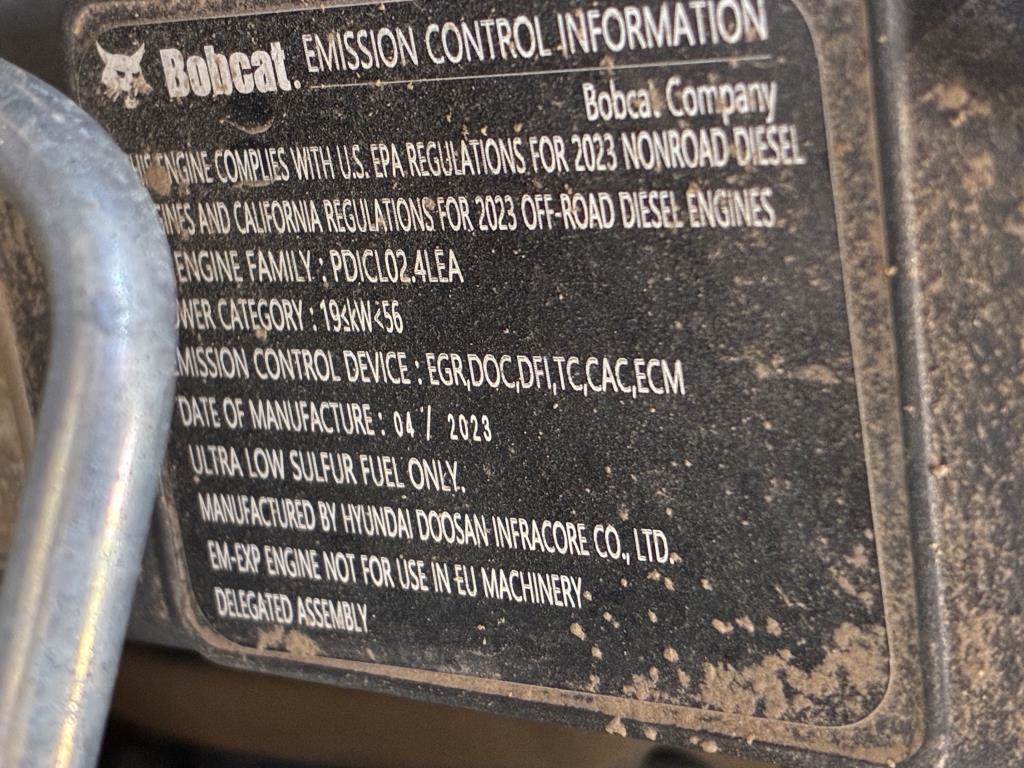 Bobcat. EMISSION CONTROL INFORMATION
Bobcat Company
ENGINE COMPLIES WITH U.S. EPA REGULATIONS FOR 2023 NONROAD DIESEL
AND CALIFORNIA REGULATIONS FOR 2023 OFF-ROAD DIESEL ENGINES
ENGINE FAMILY : PDICL02.4LEA
CATEGORY : 19≤kW<56
EMISSION CONTROL DEVICE : EGR,DOC,DFI,TC,CAC,ECM
DATE OF MANUFACTURE : 04 / 2023
ULTRA LOW SULFUR FUEL ONLY.
MANUFACTURED BY HYUNDAI DOOSAN INFRACORE CO., LTD.
EM-EXP ENGINE NOT FOR USE IN EU MACHINERY
DELEGATED ASSEMBLY